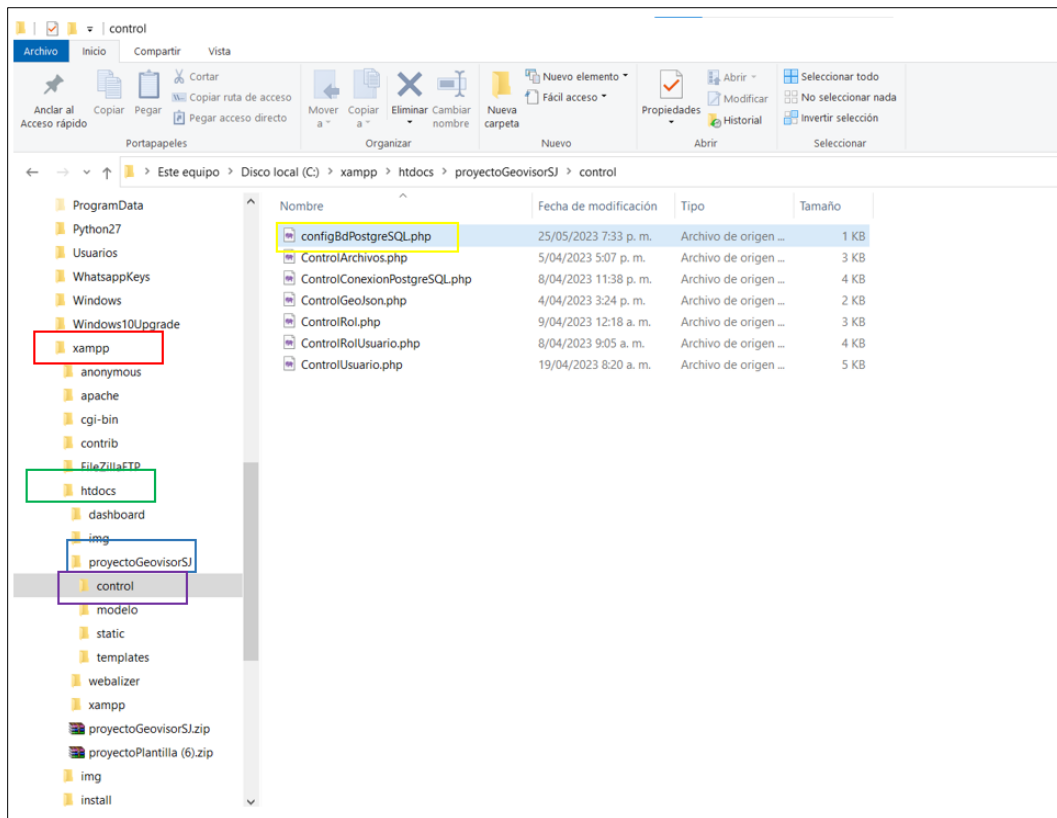 control
Archivo Inicio Compartir Vista
Anclar al Acceso rápido
Copiar
Pegar
Cortar
Copiar ruta de acceso
Pegar acceso directo
Portapapeles
Mover a
Copiar a
Eliminar
Cambiar nombre
Organizar
Nueva carpeta
Nuevo elemento
Fácil acceso
Nuevo
Propiedades
Abrir
Modificar
Historial
Abrir
Seleccionar todo
No seleccionar nada
Invertir selección
Seleccionar
Este equipo > Disco local (C:) > xampp > htdocs > proyectoGeovisorSJ > control
ProgramData
Python27
Usuarios
WhatsappKeys
Windows
Windows10Upgrade
xampp
anonymous
apache
cgi-bin
contrib
FileZillaFTP
htdocs
dashboard
img
proyectoGeovisorSJ
control
modelo
static
templates
webalizer
xampp
proyectoGeovisorSJ.zip
proyectoPlantilla (6).zip
img
install
Nombre Fecha de modificación Tipo Tamaño
configBdPostgreSQL.php 25/05/2023 7:33 p. m. Archivo de origen ... 1 KB
ControlArchivos.php 5/04/2023 5:07 p. m. Archivo de origen ... 3 KB
ControlConexionPostgreSQL.php 8/04/2023 11:38 p. m. Archivo de origen ... 4 KB
ControlGeoJson.php 4/04/2023 3:24 p. m. Archivo de origen ... 2 KB
ControlRol.php 9/04/2023 12:18 a. m. Archivo de origen ... 3 KB
ControlRolUsuario.php 8/04/2023 9:05 a. m. Archivo de origen ... 4 KB
ControlUsuario.php 19/04/2023 8:20 a. m. Archivo de origen ... 5 KB